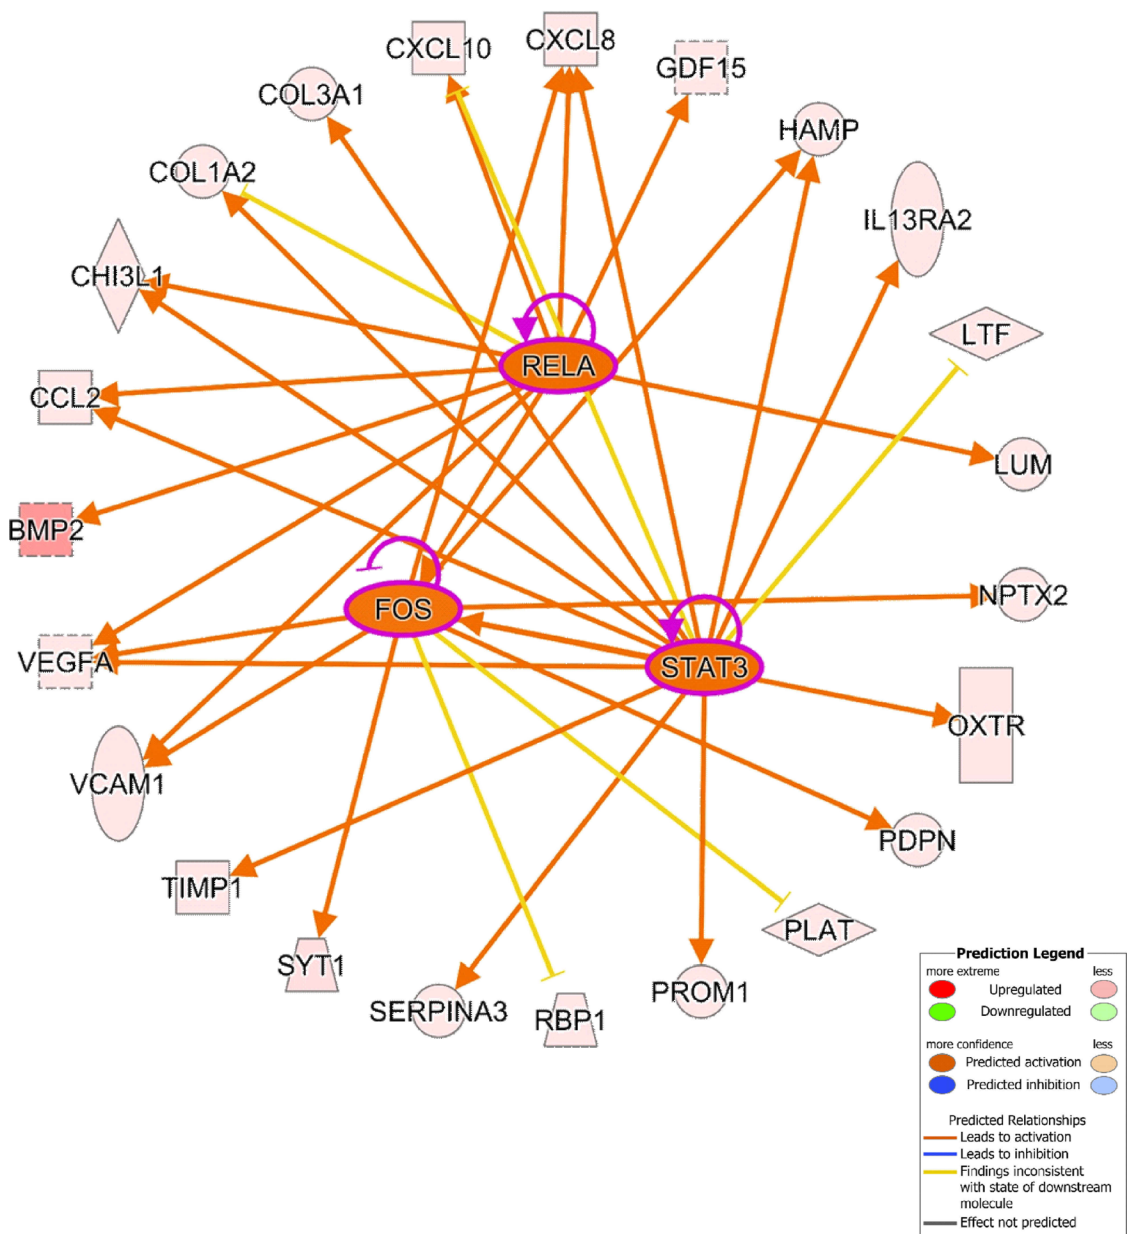 CXCL10
CXCL8
GDF15
COL3A1
HAMP
COL1A2
IL13RA2
CHI3L1
LTF
RELA
CCL2
LUM
BMP2
NPTX2
FOS
VEGFA
STAT3
OXTR
VCAM1
PDPN
TIMP1
PLAT
SYT1
SERPINA3
RBP1
PROM1
Prediction Legend
more extreme less
Upregulated
Downregulated
more confidence less
Predicted activation
Predicted inhibition
Predicted Relationships
Leads to activation
Leads to inhibition
Findings inconsistent
with state of downstream
molecule
Effect not predicted